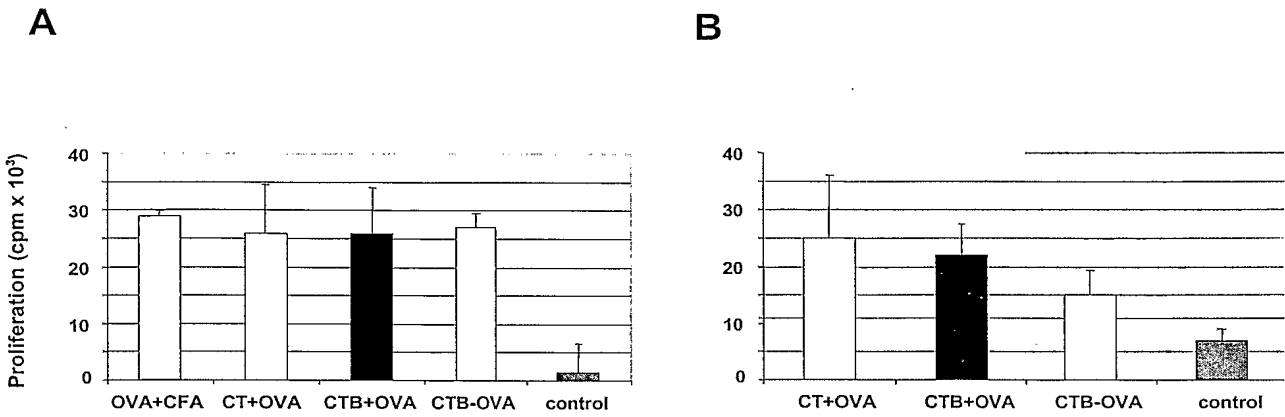 A
B
Proliferation (cpm x 10³)
40
30
20
10
0
OVA+CFA CT+OVA CTB+OVA CTB-OVA control
40
30
20
10
0
CT+OVA CTB+OVA CTB-OVA control